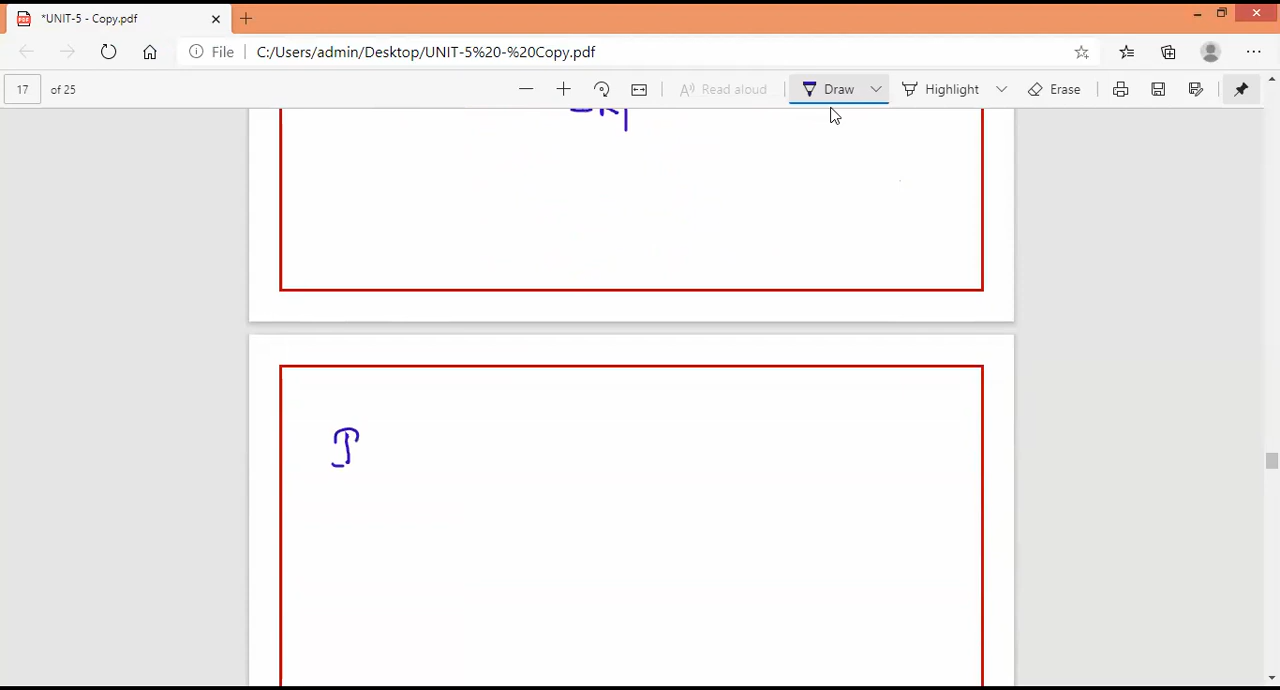 *UNIT-5 - Copy.pdf
File
C:/Users/admin/Desktop/UNIT-5%20-%20Copy.pdf
17 of 25
Read aloud
Draw
Highlight
Erase